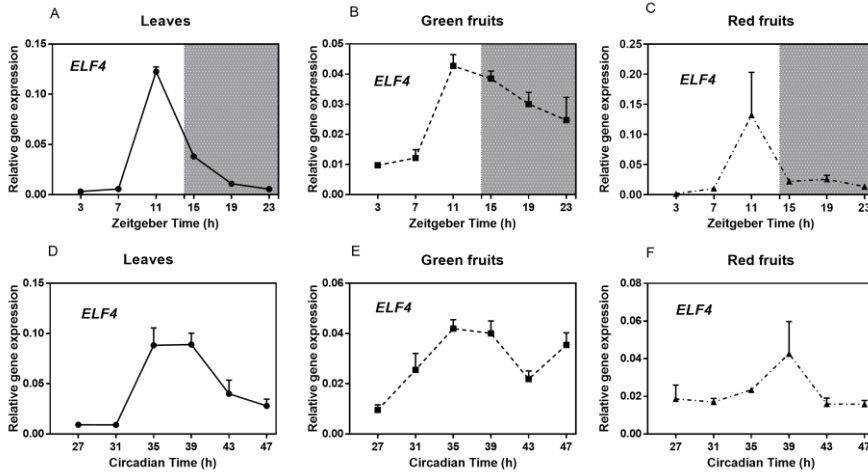 A
Leaves
Relative gene expression
0.15
0.10
0.05
0.00
ELF4
3 7 11 15 19 23
Zeitgeber Time (h)
B
Green fruits
Relative gene expression
0.05
0.04
0.03
0.02
0.01
0.00
ELF4
3 7 11 15 19 23
Zeitgeber Time (h)
C
Red fruits
Relative gene expression
0.25
0.20
0.15
0.10
0.05
0.00
ELF4
3 7 11 15 19 23
Zeitgeber Time (h)
D
Leaves
Relative gene expression
0.15
0.10
0.05
0.00
ELF4
27 31 35 39 43 47
Circadian Time (h)
E
Green fruits
Relative gene expression
0.06
0.04
0.02
0.00
ELF4
27 31 35 39 43 47
Circadian Time (h)
F
Red fruits
Relative gene expression
0.08
0.06
0.04
0.02
0.00
ELF4
27 31 35 39 43 47
Circadian Time (h)